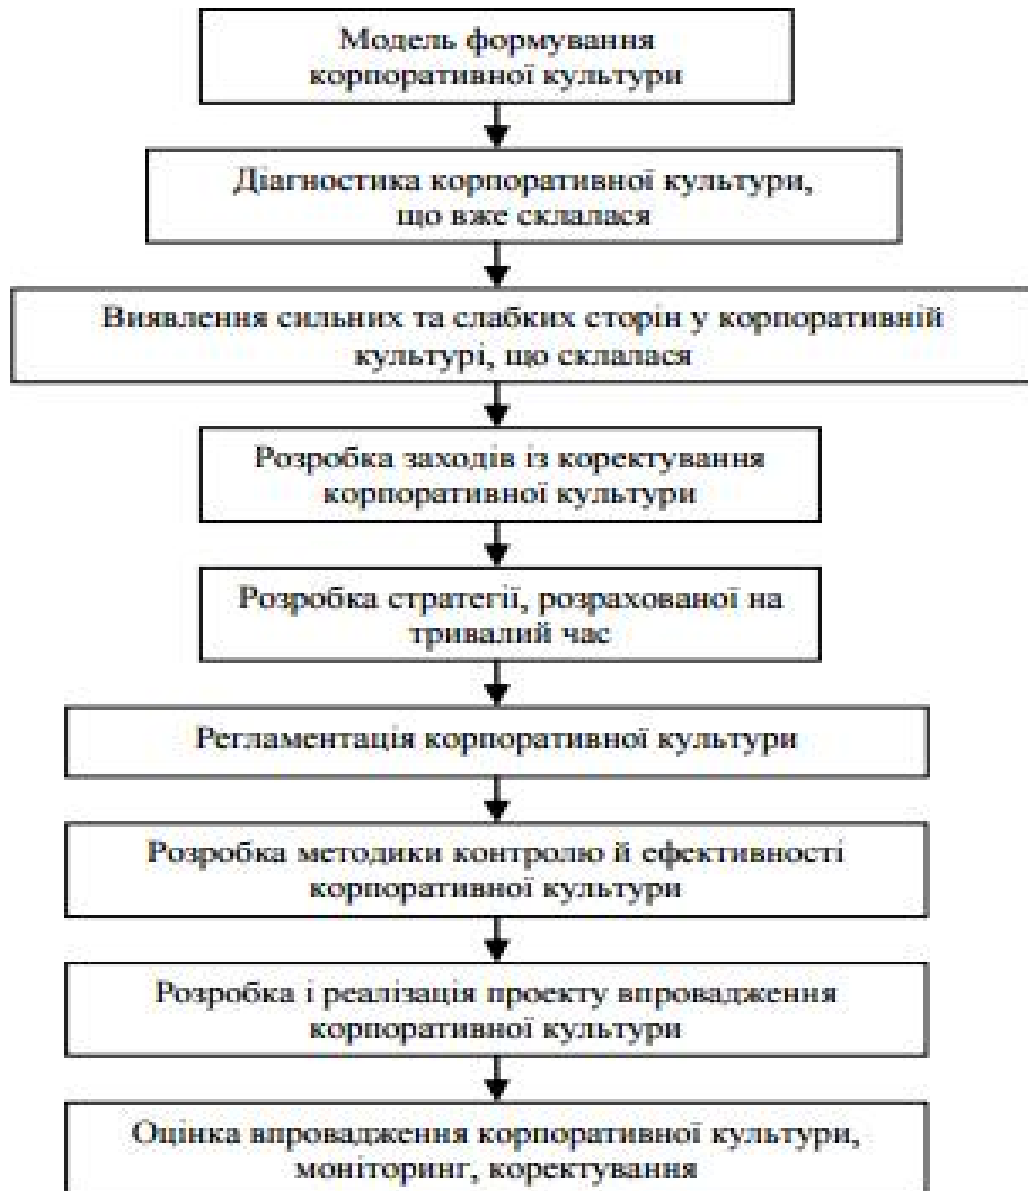 Модель формування
корпоративної культури
Діагностика корпоративної культури,
що вже склалася
Виявлення сильних та слабких сторін у корпоративній
культурі, що склалася
Розробка заходів із коректування
корпоративної культури
Розробка стратегії, розрахованої на
тривалий час
Регламентація корпоративної культури
Розробка методики контролю й ефективності
корпоративної культури
Розробка і реалізація проекту впровадження
корпоративної культури
Оцінка впровадження корпоративної культури,
моніторинг, коректування